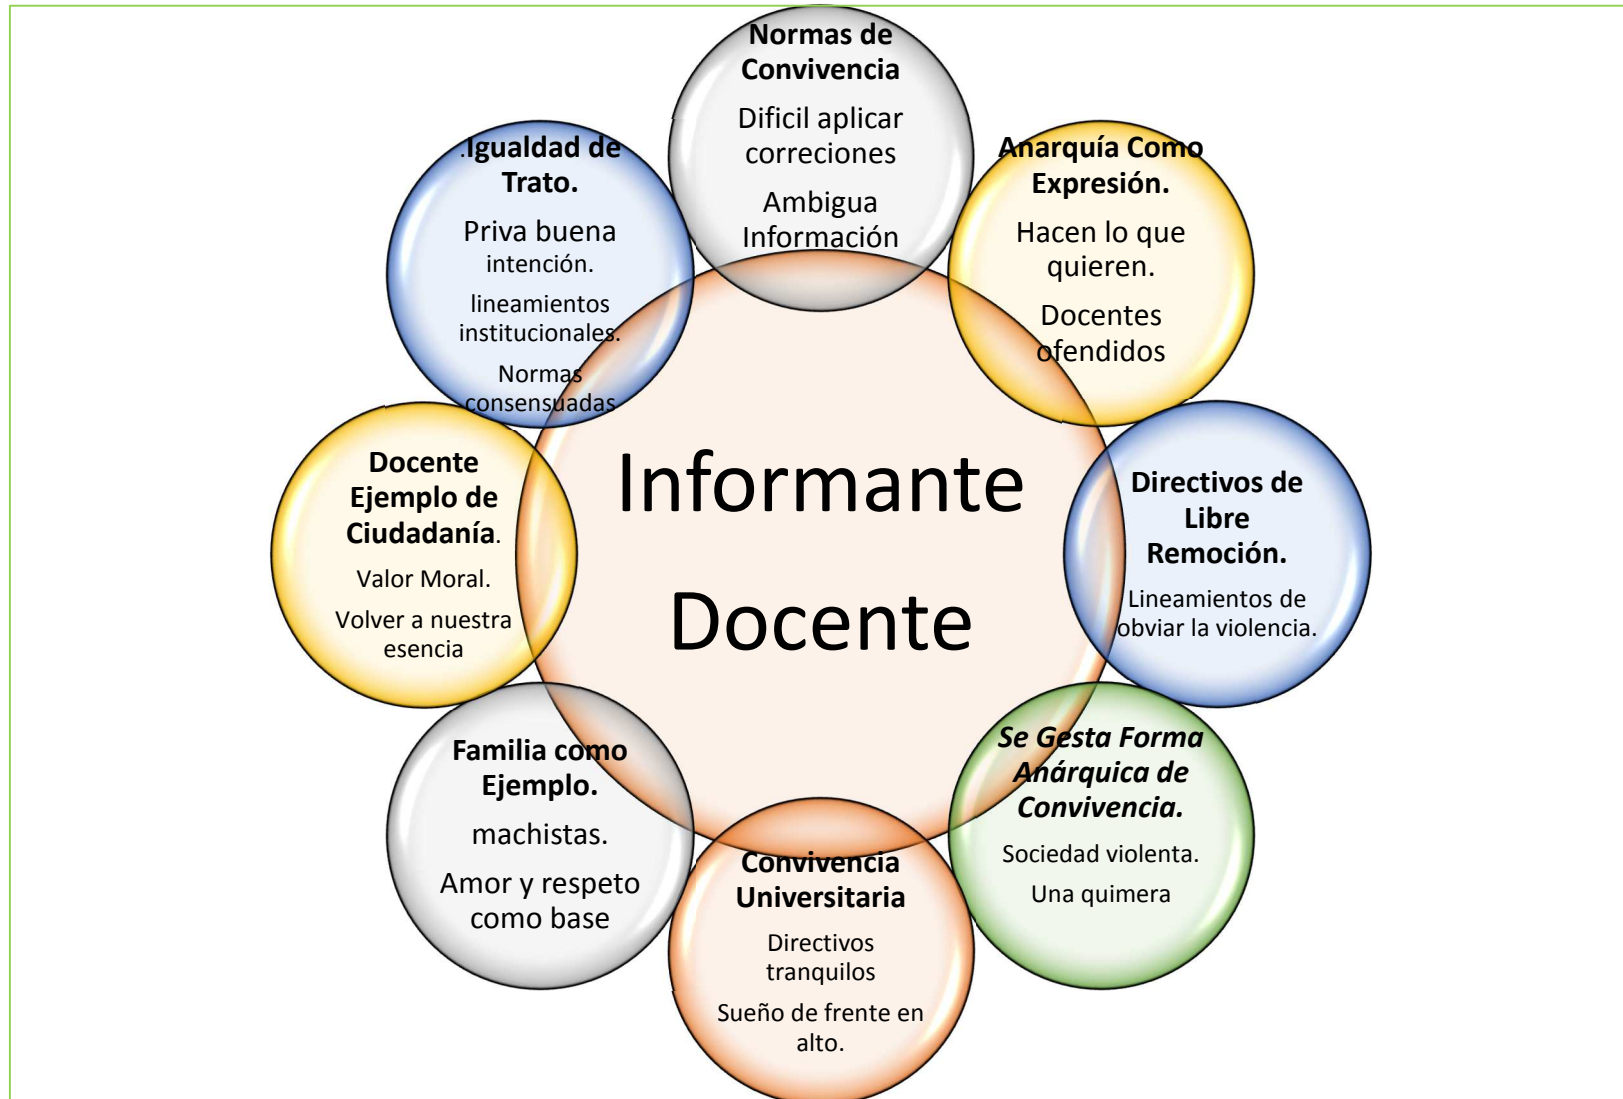 Normas de
Convivencia
Dificil aplicar
correciones
Ambigua
Información
Anarquía Como
Expresión.
Hacen lo que
quieren.
Docentes
ofendidos
Directivos de
Libre
Remoción.
Lineamientos de
obviar la violencia.
Se Gesta Forma
Anárquica de
Convivencia.
Sociedad violenta.
Una quimera
Convivencia
Universitaria
Directivos
tranquilos
Sueño de frente en
alto.
Familia como
Ejemplo.
machistas.
Amor y respeto
como base
Docente
Ejemplo de
Ciudadanía.
Valor Moral.
Volver a nuestra
esencia
.Igualdad de
Trato.
Priva buena
intención.
lineamientos
institucionales.
Normas
consensuadas
Informante
Docente